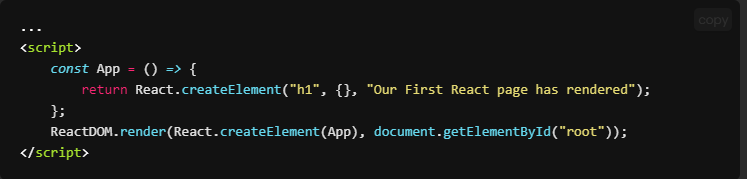 copy
...
<script>
    const App = () => {
        return React.createElement("h1", {}, "Our First React page has rendered");
    };
    ReactDOM.render(React.createElement(App), document.getElementById("root"));
</script>